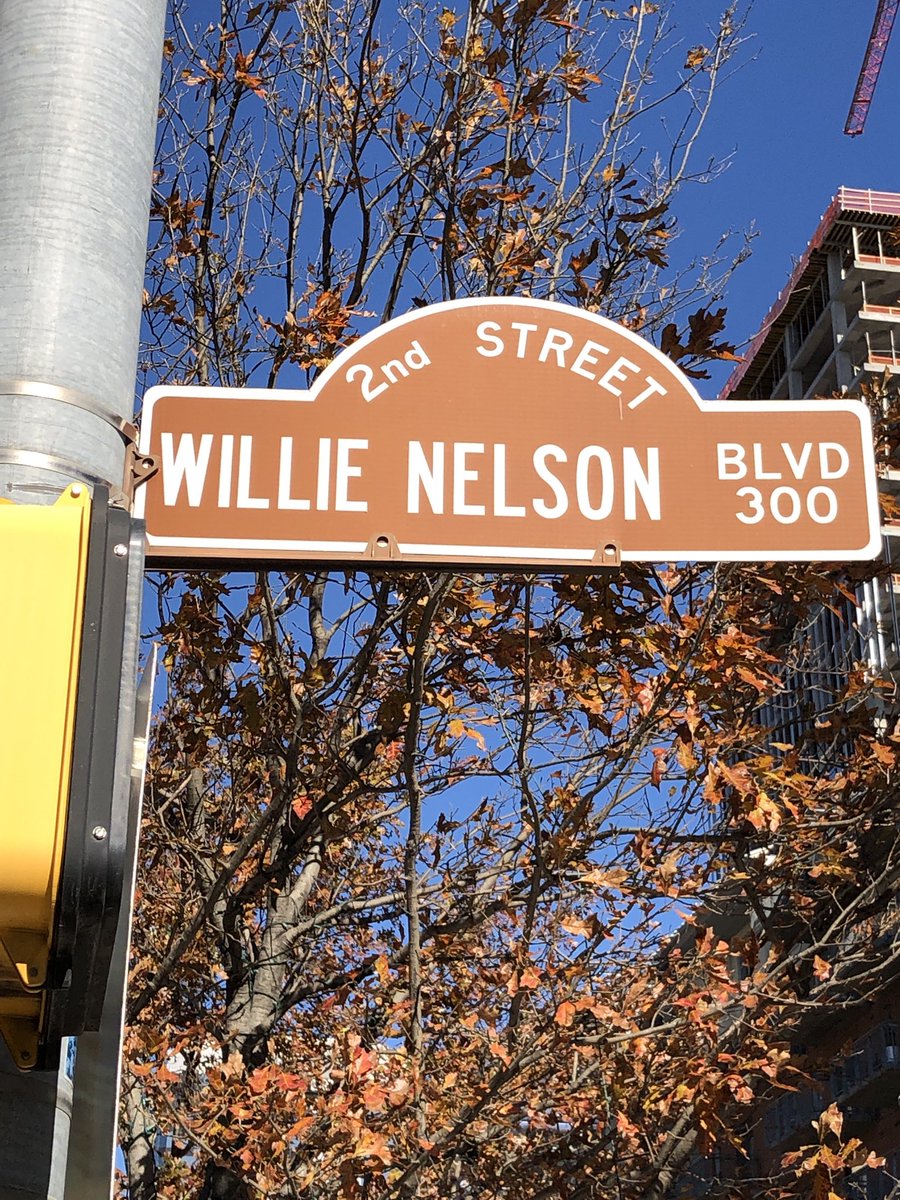 2nd STREET
WILLIE NELSON BLVD
300